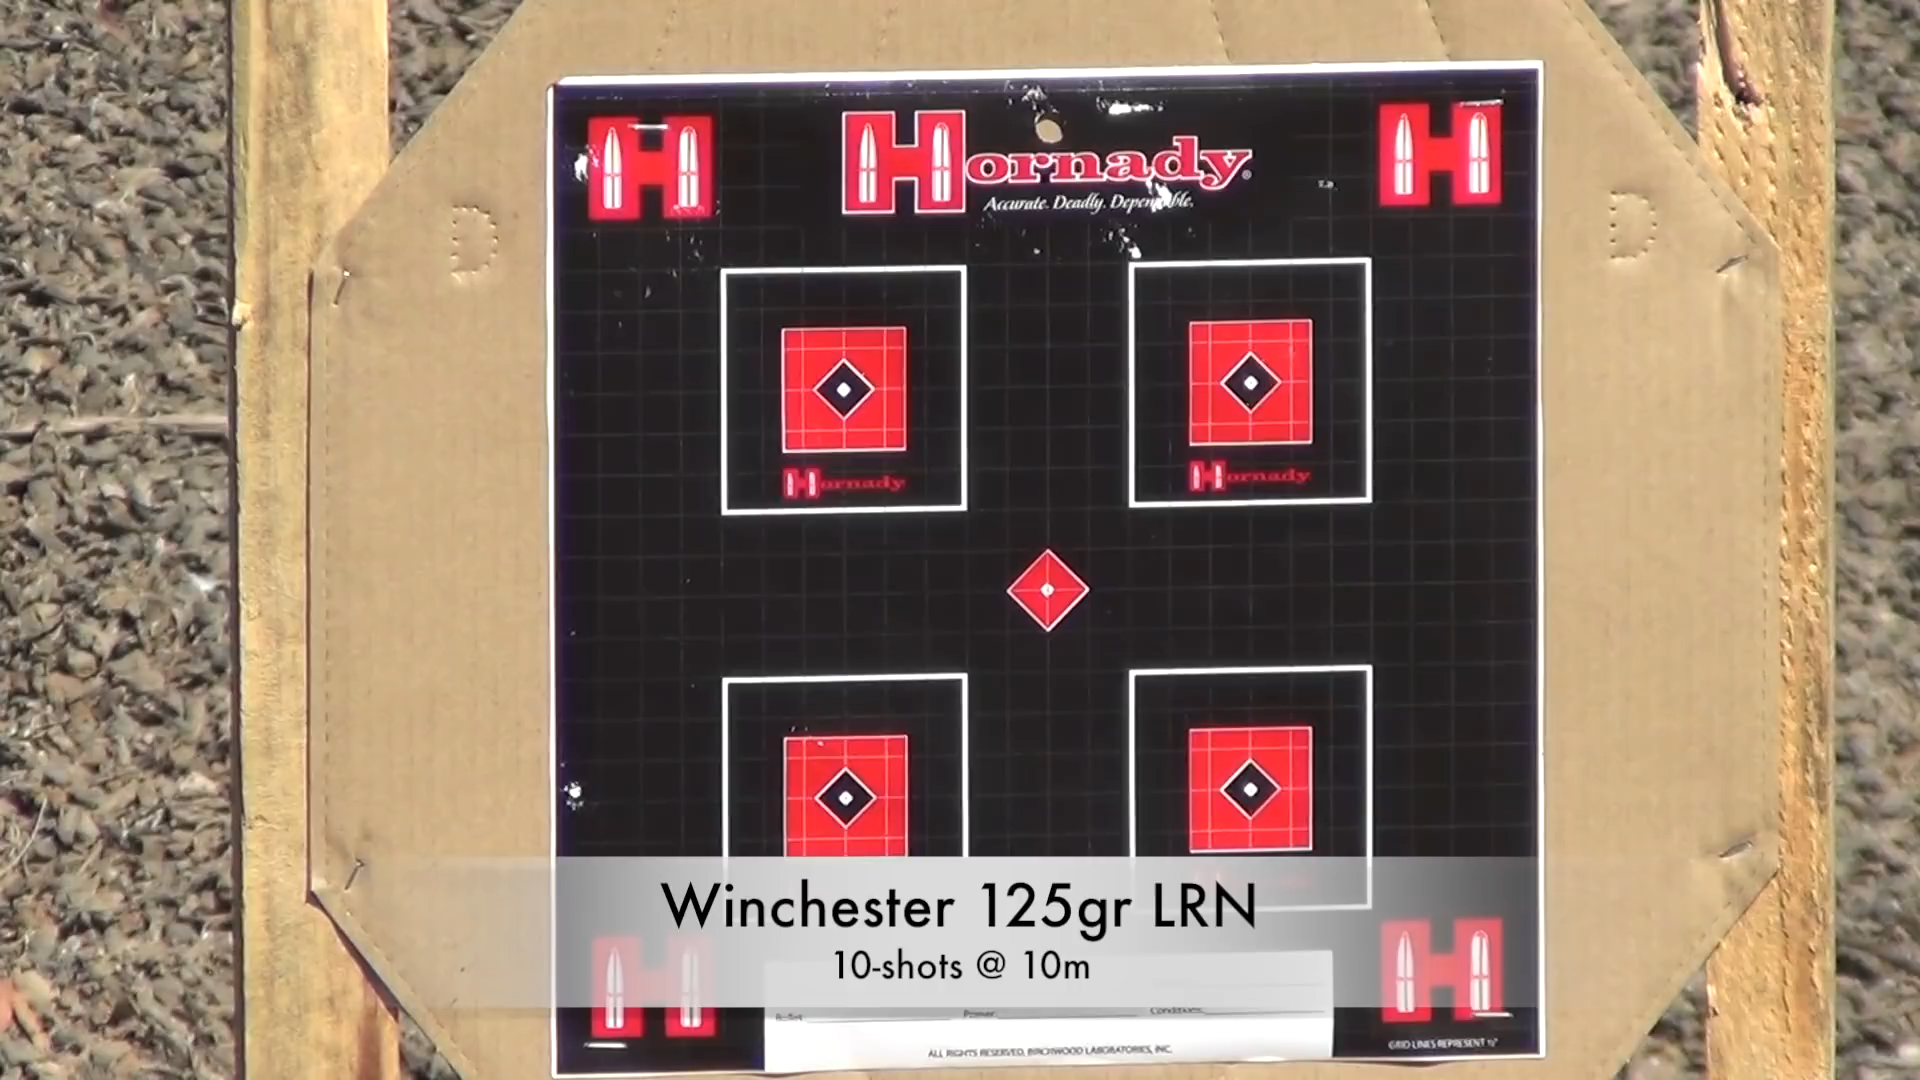 Hornady
Accurate. Deadly. Dependable.
D
D
Hornady
Hornady
Winchester 125gr LRN
10-shots @ 10m
ALL RIGHTS RESERVED, BIRCHWOOD LABORATORIES, INC.
GRID LINES REPRESENT ½"